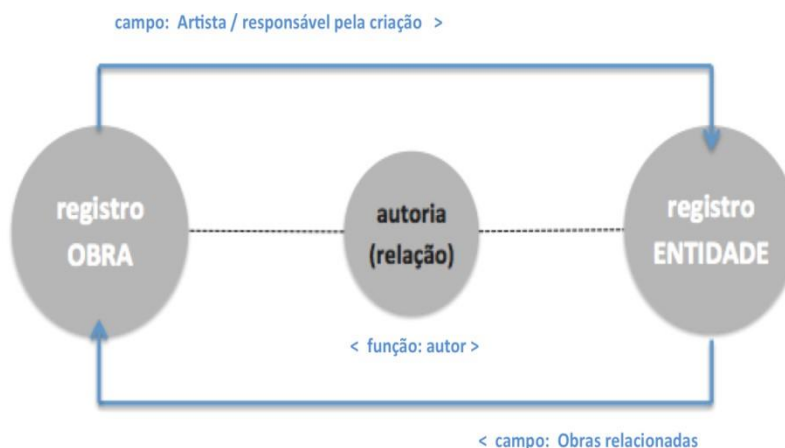 campo: Artista / responsável pela criação >
registro
OBRA
autoria
(relação)
registro
ENTIDADE
< função: autor >
< campo: Obras relacionadas